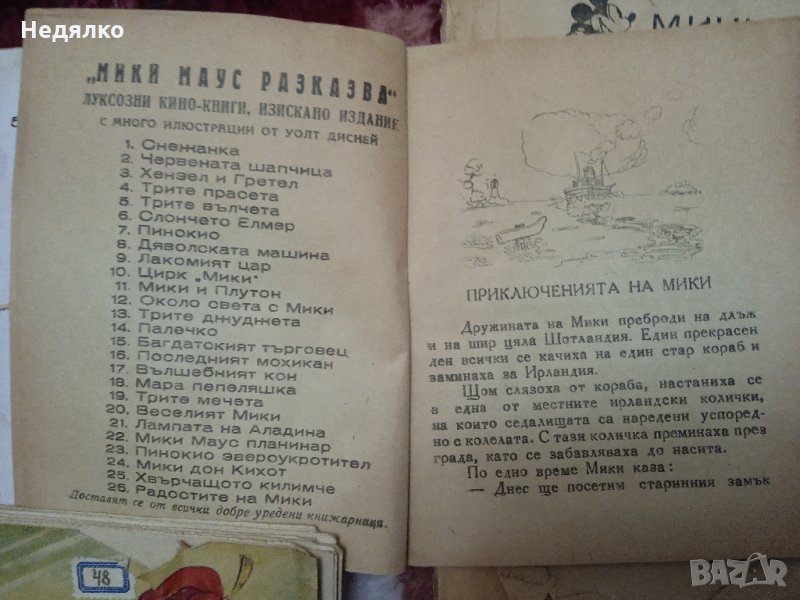 Недялко
МИКИ
„МИКИ МАУС РАЗКАЗВА“
ЛУКСОЗНИ КИНО-КНИГИ, ИЗИСКАНО ИЗДАНИЕ
С МНОГО ИЛЮСТРАЦИИ ОТ УОЛТ ДИСНЕЙ
1. Снежанка
2. Червената шапчица
3. Хензел и Гретел
4. Трите прасета
5. Трите вълчета
6. Слончето Елмер
7. Пинокио
8. Дяволската машина
9. Лакомият цар
10. Цирк „Мики“
11. Мики и Плутон
12. Около света с Мики
13. Трите джуджета
14. Палечко
15. Багдатският търговец
16. Последният мохикан
17. Вълшебният кон
18. Мара пепеляшка
19. Трите мечета
20. Веселият Мики
21. Лампата на Аладина
22. Мики Маус планинар
23. Пинокио звероукротител
24. Мики дон Кихот
25. Хвърчащото килимче
26. Радостите на Мики
Доставят се от всички добре уредени книжарници.
ПРИКЛЮЧЕНИЯТА НА МИКИ
Дружината на Мики преброди на длъж
и на шир цяла Шотландия. Един прекрасен
ден всички се качиха на един стар кораб и
заминаха за Ирландия.
Щом слязоха от кораба, настаниха се
в една от местните ирландски колички,
на които седалищата са наредени успоред-
но с колелата. С тази количка преминаха през
града, като се забавляваха до насита.
По едно време Мики каза:
— Днес ще посетим старинния замък
48
BAZAR